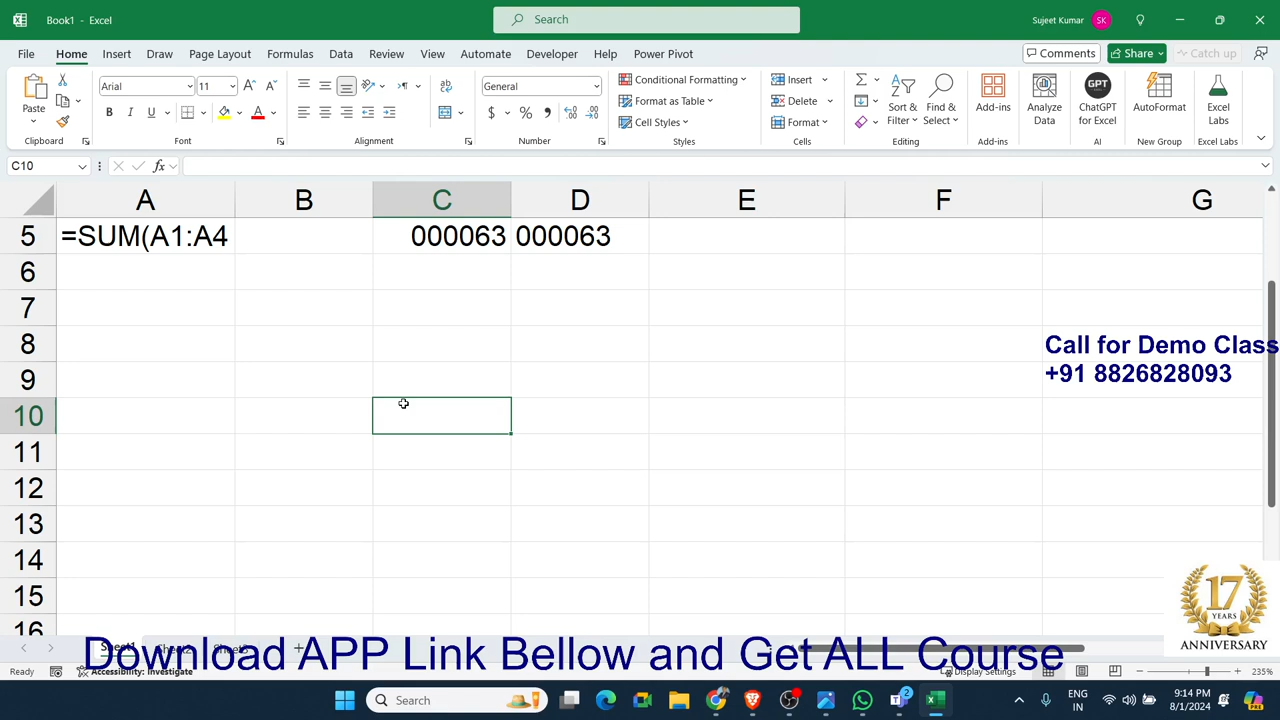 Book1 - Excel
Search
Sujeet Kumar
SK
File Home Insert Draw Page Layout Formulas Data Review View Automate Developer Help Power Pivot
Comments Share Catch up
Paste
Clipboard
Arial 11
B I U A
Font
Alignment
General
$ % ,
Number
Conditional Formatting
Format as Table
Cell Styles
Styles
Insert
Delete
Format
Cells
Sort &
Filter
Find &
Select
Editing
Add-ins
Add-ins
Analyze
Data
GPT
ChatGPT
for Excel
AI
AutoFormat
New Group
Excel
Labs
Excel Labs
C10
fx
A B C D E F G
5 =SUM(A1:A4 000063 000063
6
7
8
9
10
11
12
13
14
15
16
Call for Demo Class
+91 8826828093
17
YEARS
ANNIVERSARY
Sheet1 Sheet2
Download APP Link Bellow and Get ALL Course
Ready
Accessibility: Investigate
Display Settings
235%
Search
2
ENG
IN
9:14 PM
8/1/2024